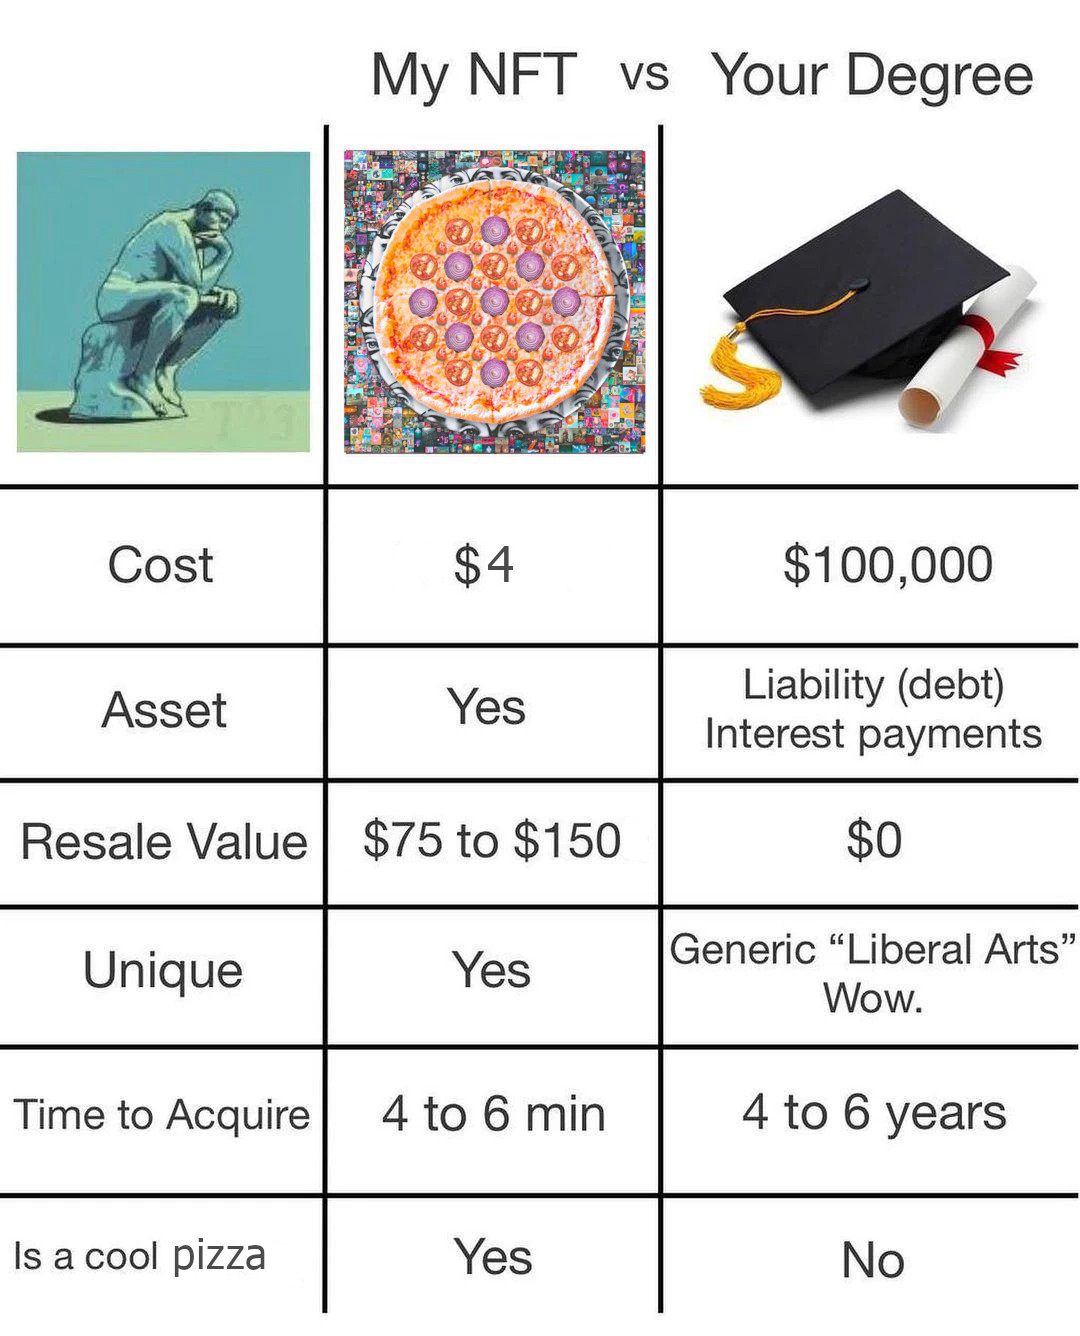 My NFT vs Your Degree
Cost $4 $100,000
Asset Yes Liability (debt)
Interest payments
Resale Value $75 to $150 $0
Unique Yes Generic “Liberal Arts”
Wow.
Time to Acquire 4 to 6 min 4 to 6 years
Is a cool pizza Yes No